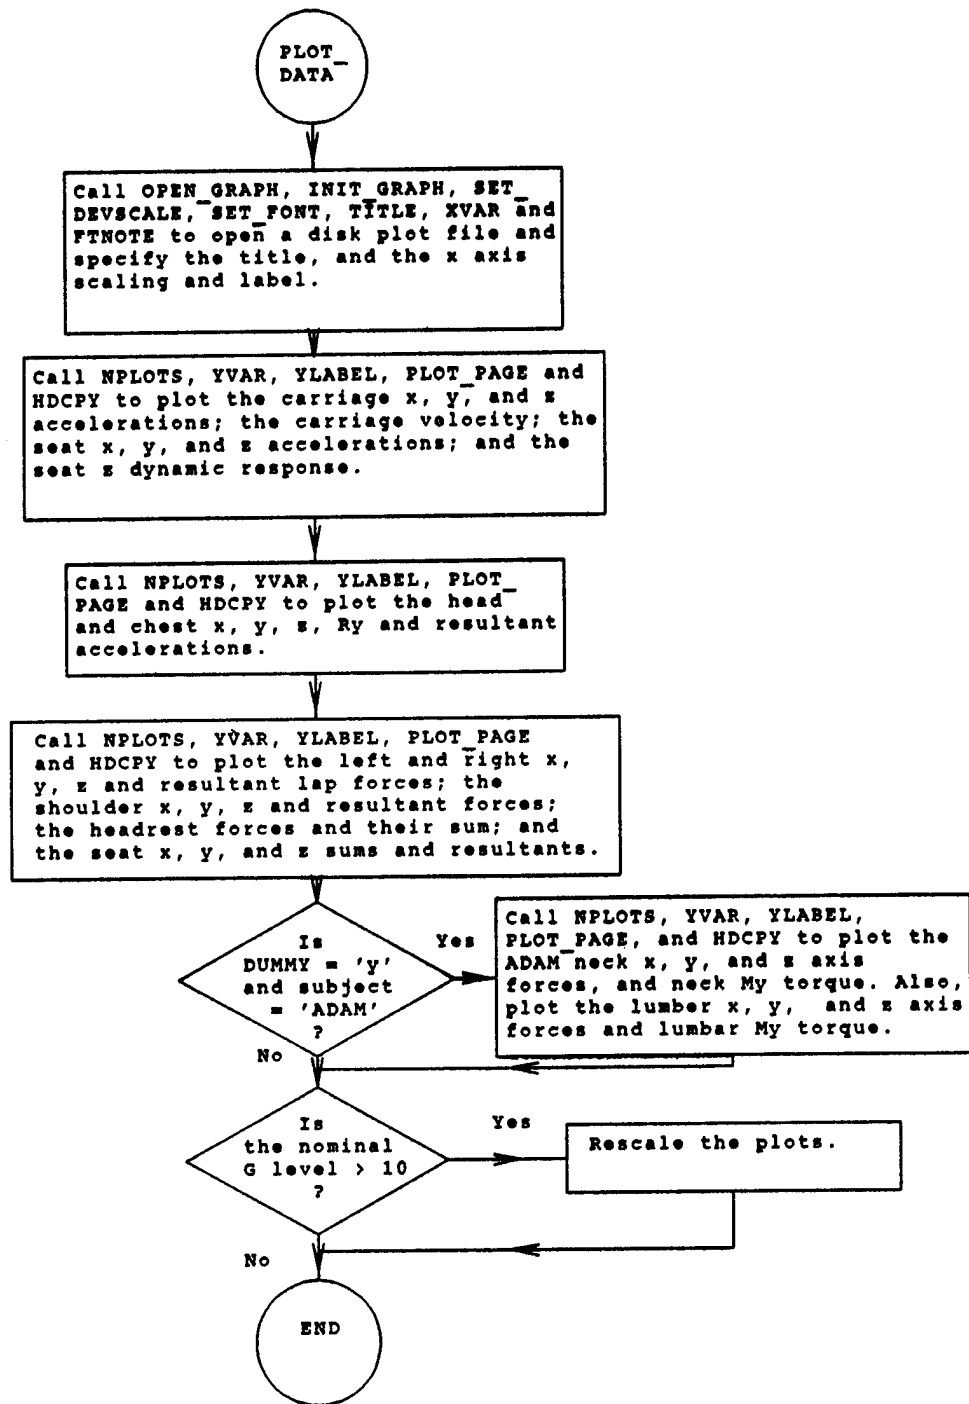 PLOT_
DATA
Call OPEN_GRAPH, INIT_GRAPH, SET_
DEVSCALE, SET_FONT, TITLE, XVAR and
FTNOTE to open a disk plot file and
specify the title, and the x axis
scaling and label.
Call NPLOTS, YVAR, YLABEL, PLOT_PAGE and
HDCPY to plot the carriage x, y, and z
accelerations; the carriage velocity; the
seat x, y, and z accelerations; and the
seat z dynamic response.
Call NPLOTS, YVAR, YLABEL, PLOT_
PAGE and HDCPY to plot the head
and chest x, y, z, Ry and resultant
accelerations.
Call NPLOTS, YVAR, YLABEL, PLOT_PAGE
and HDCPY to plot the left and right x,
y, z and resultant lap forces; the
shoulder x, y, z and resultant forces;
the headrest forces and their sum; and
the seat x, y, and z sums and resultants.
Is
DUMMY = 'y'
and subject
= 'ADAM'
?
Yes
Call NPLOTS, YVAR, YLABEL,
PLOT_PAGE, and HDCPY to plot the
ADAM neck x, y, and z axis
forces, and neck My torque. Also,
plot the lumber x, y, and z axis
forces and lumbar My torque.
No
Is
the nominal
G level > 10
?
Yes
Rescale the plots.
No
END